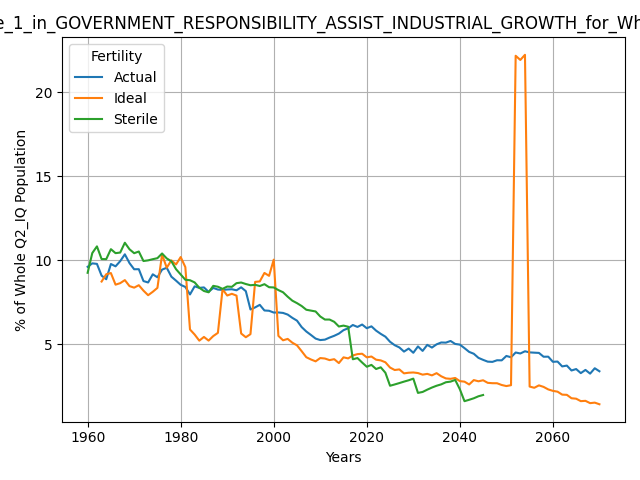 e_1_in_GOVERNMENT_RESPONSIBILITY_ASSIST_INDUSTRIAL_GROWTH_for_Wh
Fertility
Actual
Ideal
Sterile
% of Whole Q2_IQ Population
20
15
10
5
1960 1980 2000 2020 2040 2060
Years